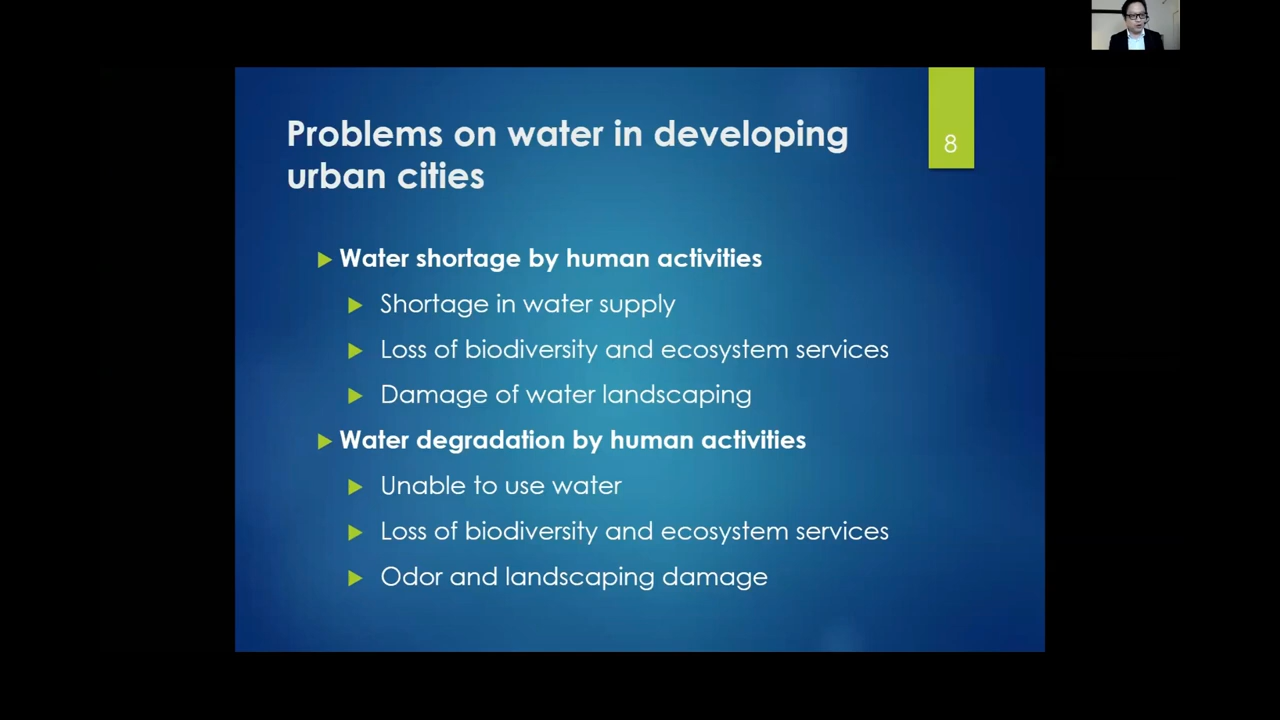 Problems on water in developing
urban cities
8
Water shortage by human activities
Shortage in water supply
Loss of biodiversity and ecosystem services
Damage of water landscaping
Water degradation by human activities
Unable to use water
Loss of biodiversity and ecosystem services
Odor and landscaping damage